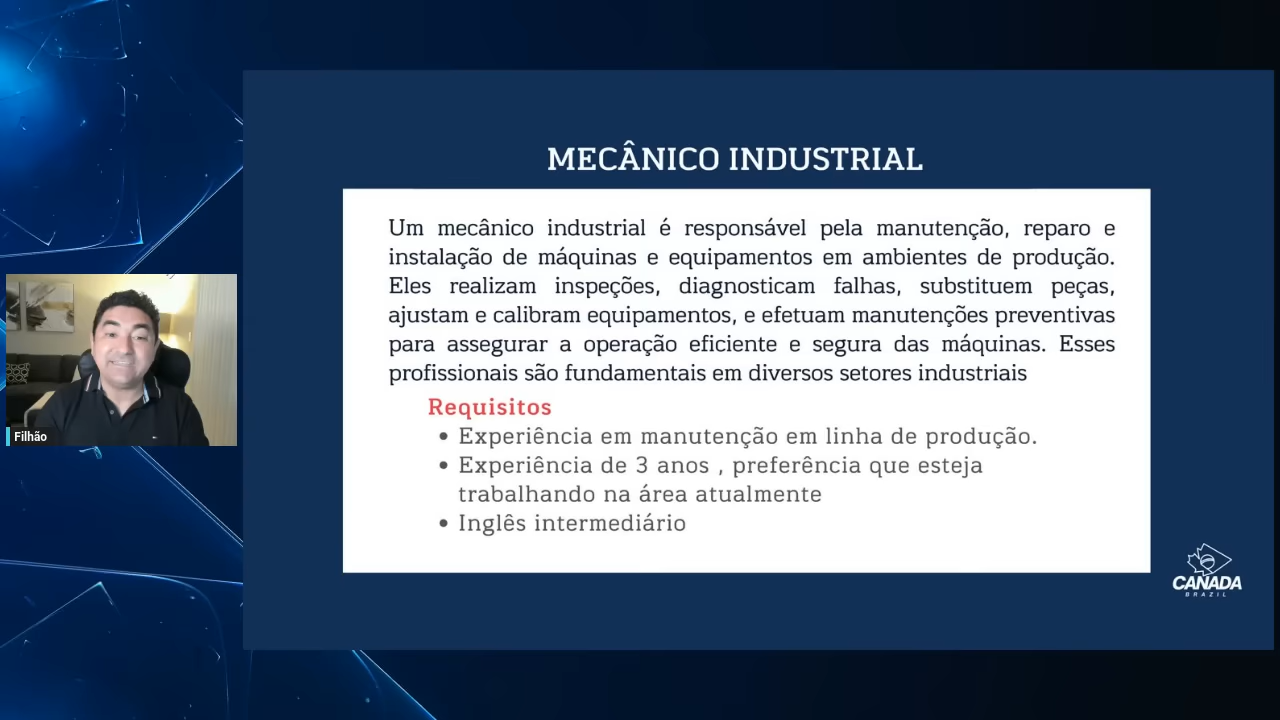 MECÂNICO INDUSTRIAL
Um mecânico industrial é responsável pela manutenção, reparo e
instalação de máquinas e equipamentos em ambientes de produção.
Eles realizam inspeções, diagnosticam falhas, substituem peças,
ajustam e calibram equipamentos, e efetuam manutenções preventivas
para assegurar a operação eficiente e segura das máquinas. Esses
profissionais são fundamentais em diversos setores industriais
Requisitos
• Experiência em manutenção em linha de produção.
• Experiência de 3 anos , preferência que esteja
trabalhando na área atualmente
• Inglês intermediário
Filhão
CANADA
BRAZIL